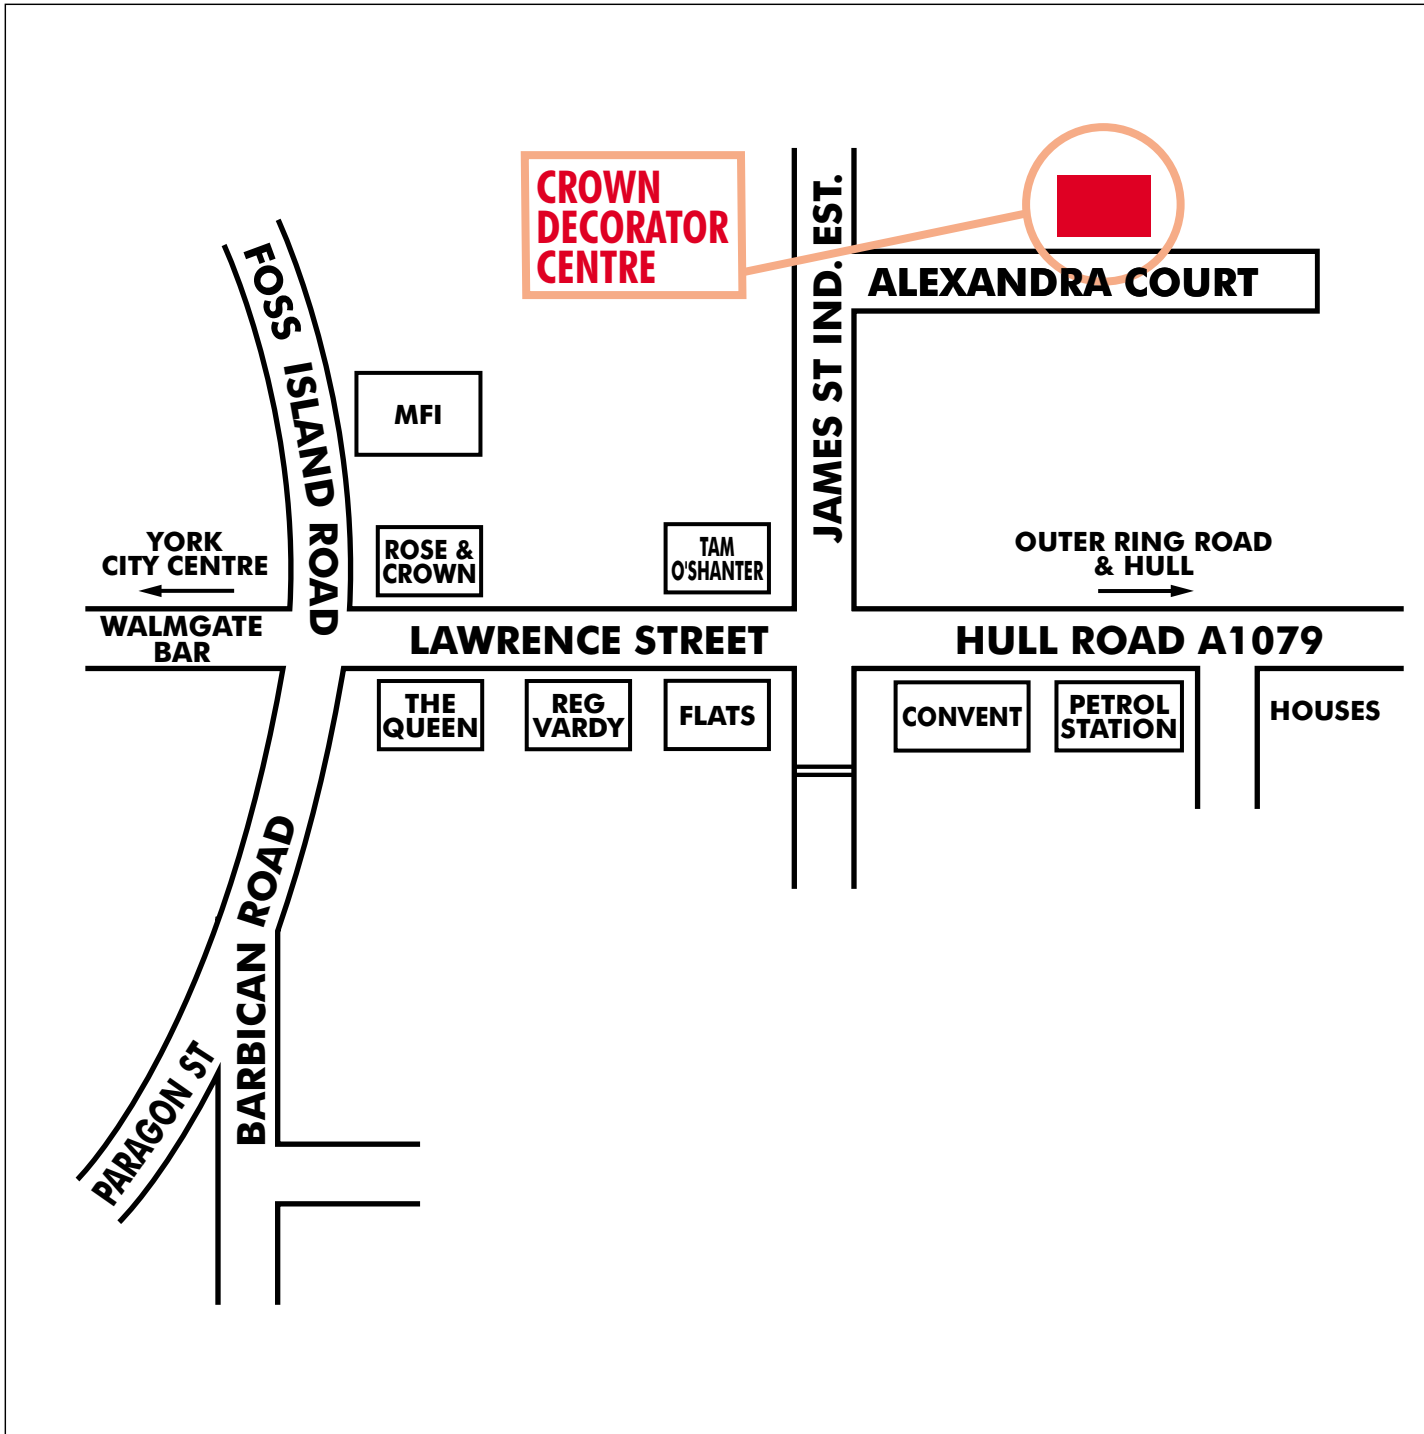 CROWN
DECORATOR
CENTRE
JAMES ST IND. EST.
ALEXANDRA COURT
FOSS ISLAND ROAD
MFI
YORK
CITY CENTRE
ROSE &
CROWN
TAM
O'SHANTER
OUTER RING ROAD
& HULL
WALMGATE
BAR
LAWRENCE STREET
HULL ROAD A1079
THE
QUEEN
REG
VARDY
FLATS
CONVENT
PETROL
STATION
HOUSES
BARBICAN ROAD
PARAGON ST